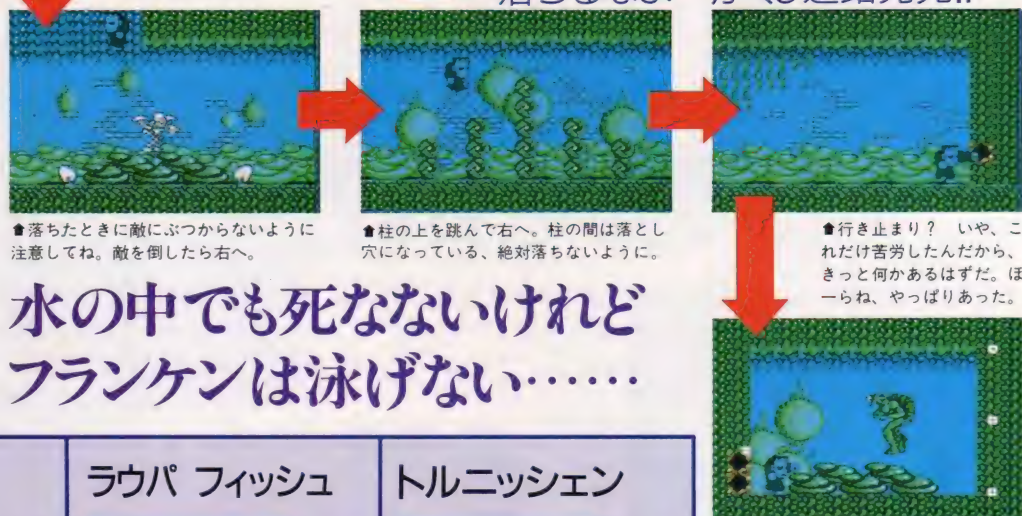 ⬆落ちたときに敵にぶつからないように
注意してね。敵を倒したら右へ。
⬆柱の上を跳んで右へ。柱の間は落とし
穴になっている、絶対落ちないように。
⬆行き止まり？　いや、こ
れだけ苦労したんだから、
きっと何かあるはずだ。ほ
ーらね、やっぱりあった。
水の中でも死なないけれど
フランケンは泳げない……
ラウパ フィッシュ
トルニッシェン